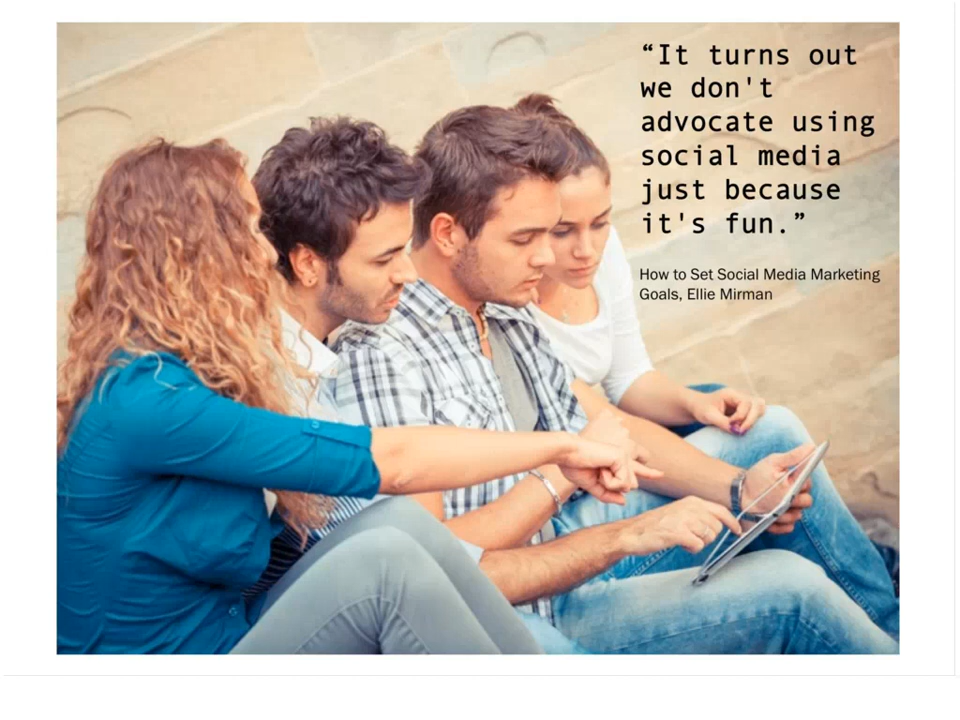 “It turns out
we don't
advocate using
social media
just because
it's fun.”
How to Set Social Media Marketing
Goals, Ellie Mirman